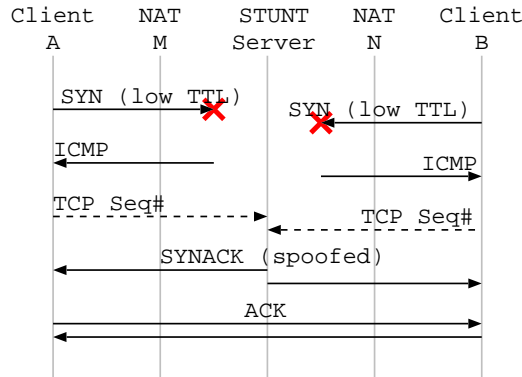 Client NAT STUNT NAT Client
A M Server N B
SYN (low TTL)
SYN (low TTL)
ICMP
ICMP
TCP Seq#
TCP Seq#
SYNACK (spoofed)
ACK